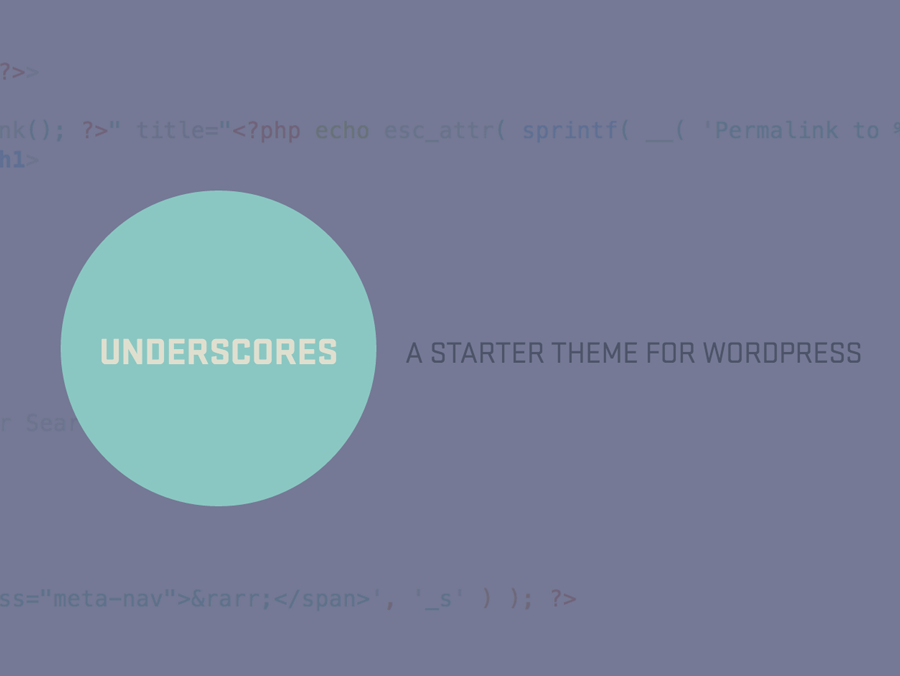 ?>>
nk(); ?>" title="<?php echo esc_attr( sprintf( __( 'Permalink to
h1>
UNDERSCORES
A STARTER THEME FOR WORDPRESS
r Sear
ss="meta-nav">&rarr;</span>', '_s' ) ); ?>